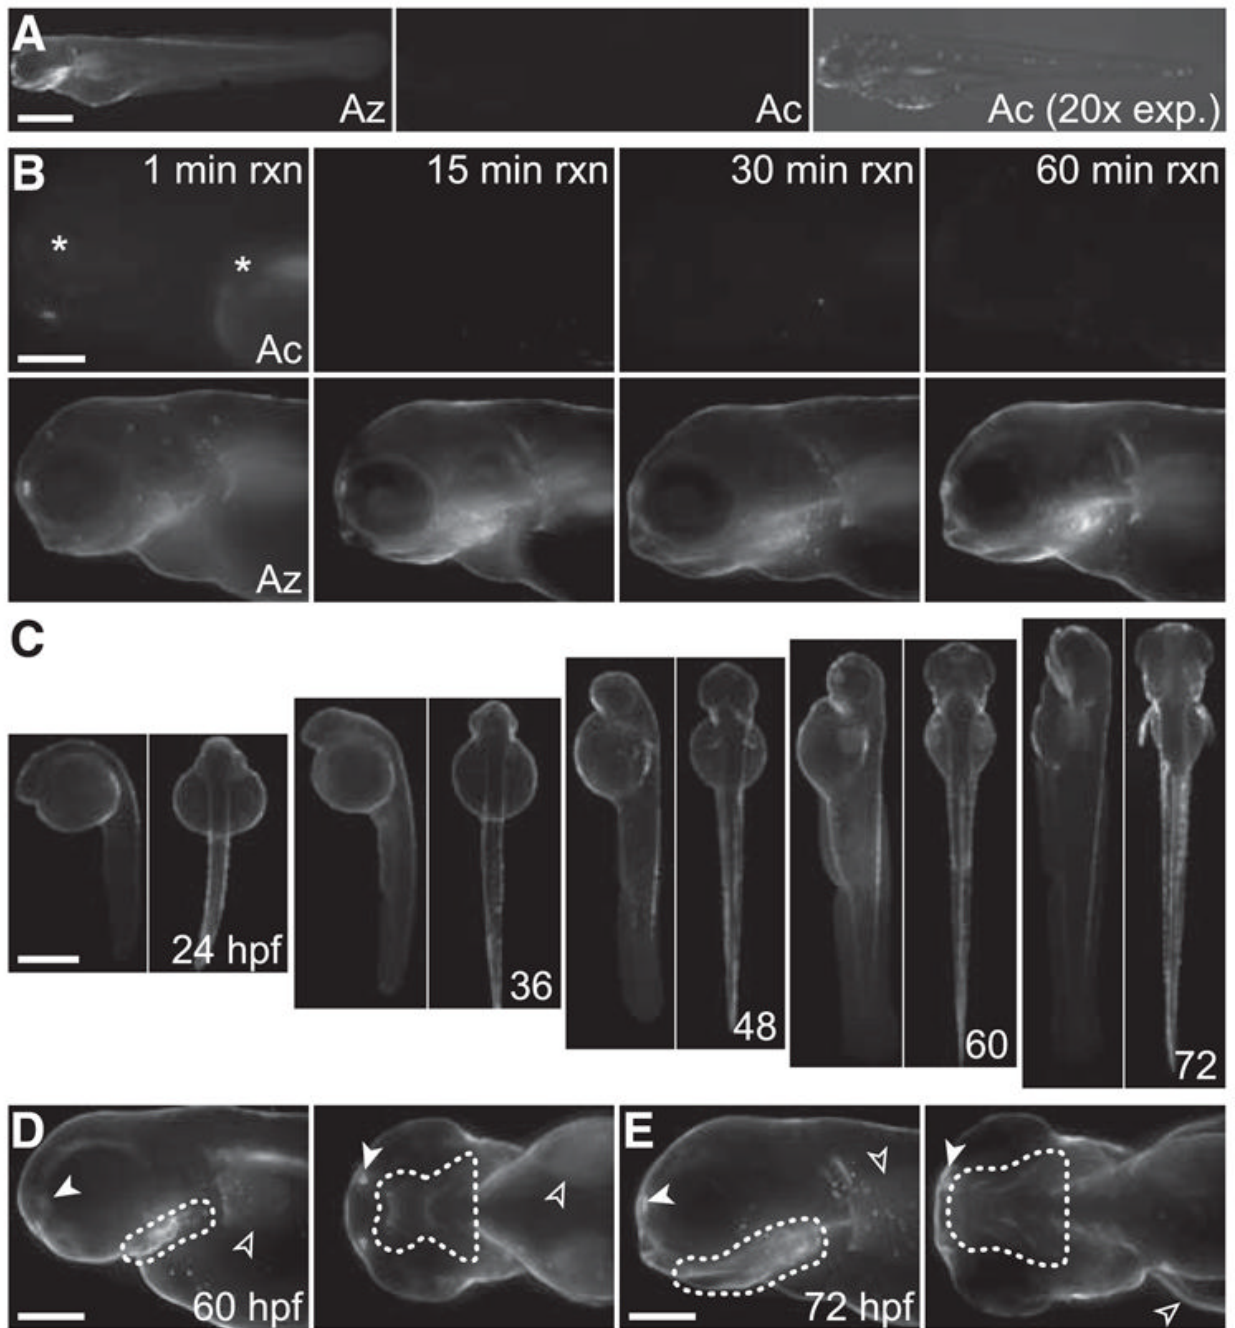 A
Az
Ac
Ac (20x exp.)
B
1 min rxn
15 min rxn
30 min rxn
60 min rxn
*
*
Ac
Az
C
24 hpf
36
48
60
72
D
60 hpf
E
72 hpf